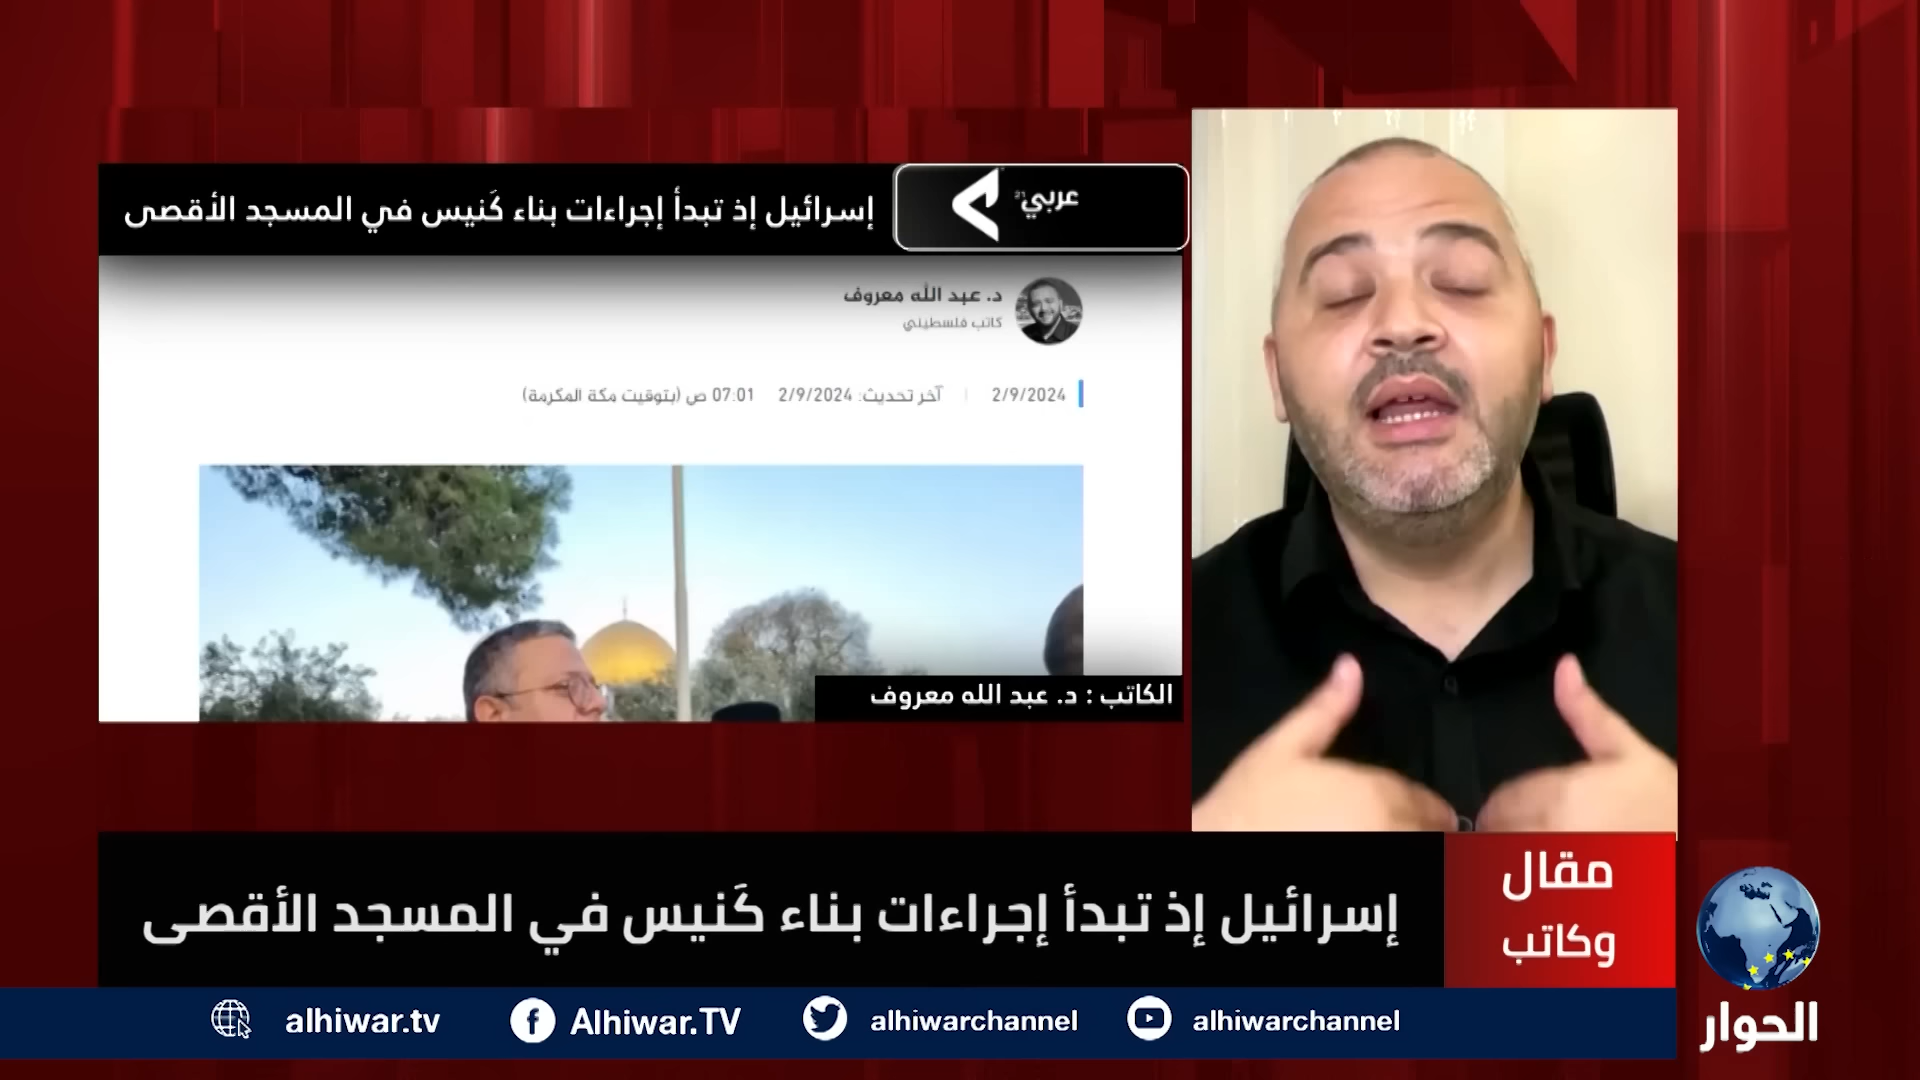 عربي21
إسرائيل إذ تبدأ إجراءات بناء كَنيس في المسجد الأقصى
د. عبد الله معروف
كاتب فلسطيني
2/9/2024 | آخر تحديث: 2/9/2024 07:01 ص (بتوقيت مكة المكرمة)
الكاتب : د. عبد الله معروف
مقال
وكاتب
إسرائيل إذ تبدأ إجراءات بناء كَنيس في المسجد الأقصى
alhiwar.tv Alhiwar.TV alhiwarchannel alhiwarchannel
الحوار